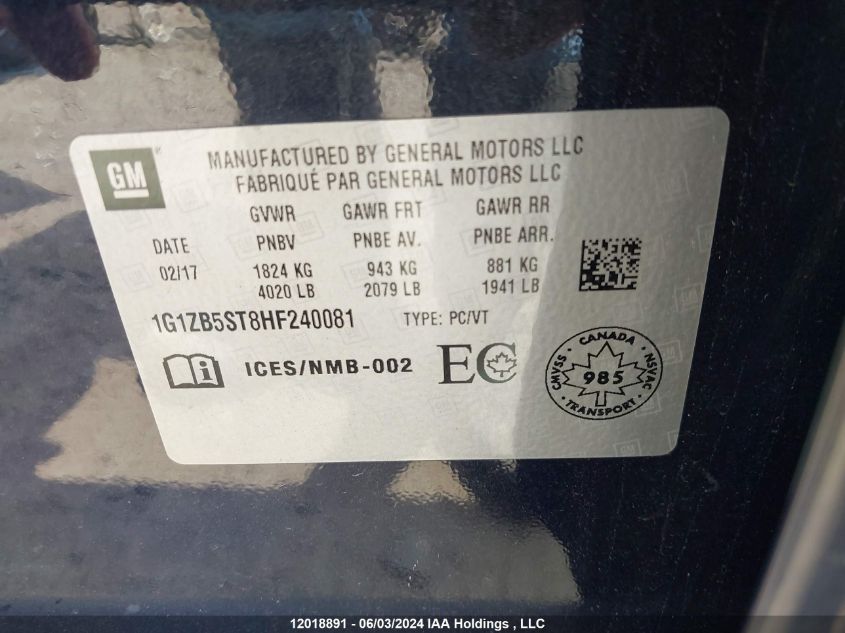 GM
MANUFACTURED BY GENERAL MOTORS LLC
FABRIQUÉ PAR GENERAL MOTORS LLC
GVWR GAWR FRT GAWR RR
DATE PNBV PNBE AV. PNBE ARR.
02/17 1824 KG 943 KG 881 KG
4020 LB 2079 LB 1941 LB
1G1ZB5ST8HF240081 TYPE: PC/VT
i ICES/NMB-002 EC
CANADA
CMVSS 985 NSVAC
TRANSPORT
12018891 - 06/03/2024 IAA Holdings , LLC